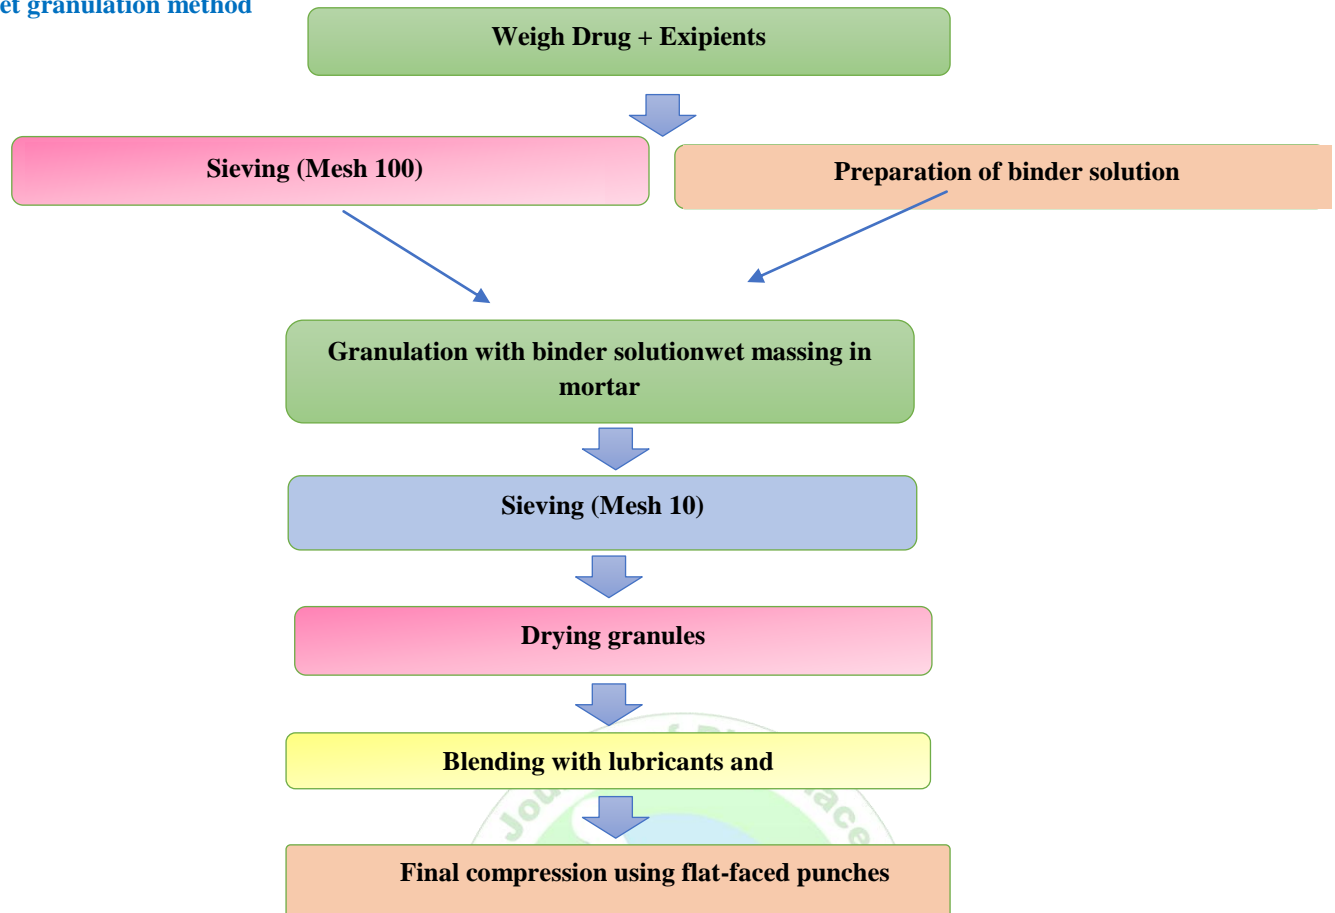 et granulation method
Weigh Drug + Exipients
Sieving (Mesh 100)
Preparation of binder solution
Granulation with binder solutionwet massing in
mortar
Sieving (Mesh 10)
Drying granules
Blending with lubricants and
Final compression using flat-faced punches